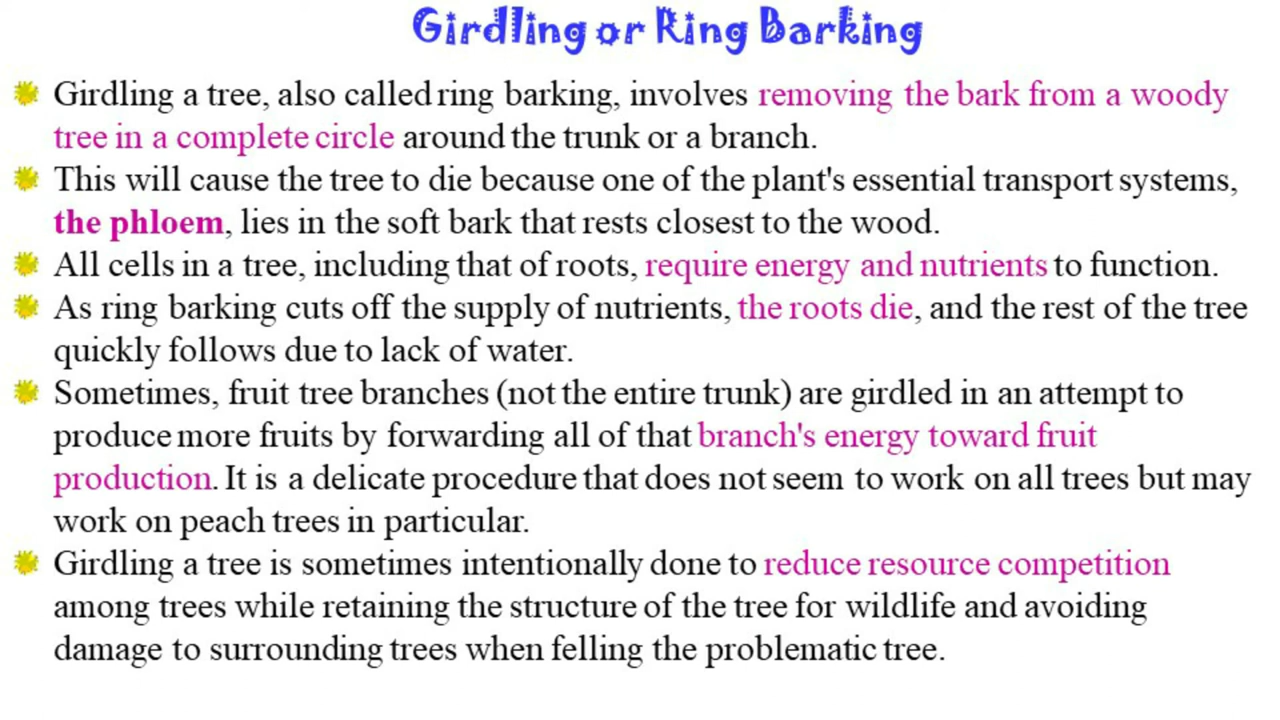 Girdling or Ring Barking
Girdling a tree, also called ring barking, involves removing the bark from a woody
tree in a complete circle around the trunk or a branch.
This will cause the tree to die because one of the plant's essential transport systems,
the phloem, lies in the soft bark that rests closest to the wood.
All cells in a tree, including that of roots, require energy and nutrients to function.
As ring barking cuts off the supply of nutrients, the roots die, and the rest of the tree
quickly follows due to lack of water.
Sometimes, fruit tree branches (not the entire trunk) are girdled in an attempt to
produce more fruits by forwarding all of that branch's energy toward fruit
production. It is a delicate procedure that does not seem to work on all trees but may
work on peach trees in particular.
Girdling a tree is sometimes intentionally done to reduce resource competition
among trees while retaining the structure of the tree for wildlife and avoiding
damage to surrounding trees when felling the problematic tree.